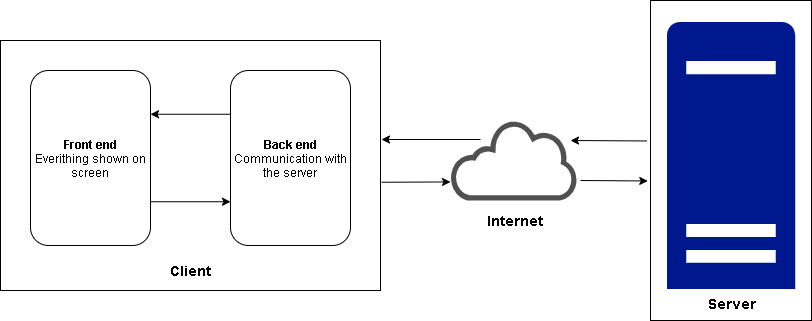 Front end
Everithing shown on
screen
Back end
Communication with
the server
Client
Internet
Server